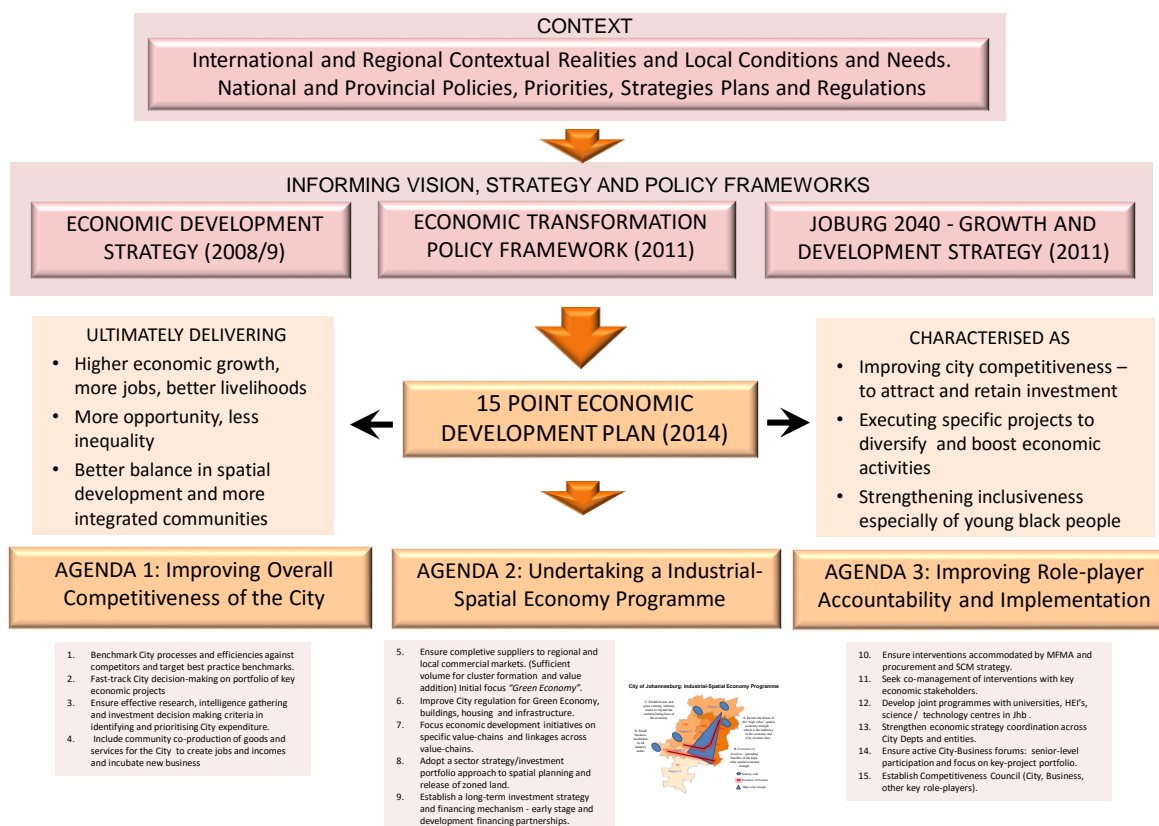 CONTEXT
International and Regional Contextual Realities and Local Conditions and Needs.
National and Provincial Policies, Priorities, Strategies Plans and Regulations
INFORMING VISION, STRATEGY AND POLICY FRAMEWORKS
ECONOMIC DEVELOPMENT
STRATEGY (2008/9)
ECONOMIC TRANSFORMATION
POLICY FRAMEWORK (2011)
JOBURG 2040 - GROWTH AND
DEVELOPMENT STRATEGY (2011)
ULTIMATELY DELIVERING
• Higher economic growth,
more jobs, better livelihoods
• More opportunity, less
inequality
• Better balance in spatial
development and more
integrated communities
15 POINT ECONOMIC
DEVELOPMENT PLAN (2014)
CHARACTERISED AS
• Improving city competitiveness –
to attract and retain investment
• Executing specific projects to
diversify and boost economic
activities
• Strengthening inclusiveness
especially of young black people
AGENDA 1: Improving Overall
Competitiveness of the City
AGENDA 2: Undertaking a Industrial-
Spatial Economy Programme
AGENDA 3: Improving Role-player
Accountability and Implementation
1. Benchmark City processes and efficiencies against
competitors and target best practice benchmarks.
2. Fast-track City decision-making on portfolio of key
economic projects
3. Ensure effective research, intelligence gathering
and investment decision making criteria in
identifying and prioritising City expenditure.
4. Include community co-production of goods and
services for the City to create jobs and incomes
and incubate new business
5. Ensure completive suppliers to regional and
local commercial markets. (Sufficient
volume for cluster formation and value
addition) Initial focus "Green Economy".
6. Improve City regulation for Green Economy,
buildings, housing and infrastructure.
7. Focus economic development initiatives on
specific value-chains and linkages across
value-chains.
8. Adopt a sector strategy/investment
portfolio approach to spatial planning and
release of zoned land.
9. Establish a long-term investment strategy
and financing mechanism - early stage and
development financing partnerships.
City of Johannesburg: Industrial-Spatial Economy Programme
10. Ensure interventions accommodated by MFMA and
procurement and SCM strategy.
11. Seek co-management of interventions with key
economic stakeholders.
12. Develop joint programmes with universities, HEI's,
science / technology centres in Jhb .
13. Strengthen economic strategy coordination across
City Depts and entities.
14. Ensure active City-Business forums: senior-level
participation and focus on key-project portfolio.
15. Establish Competitiveness Council (City, Business,
other key role-players).